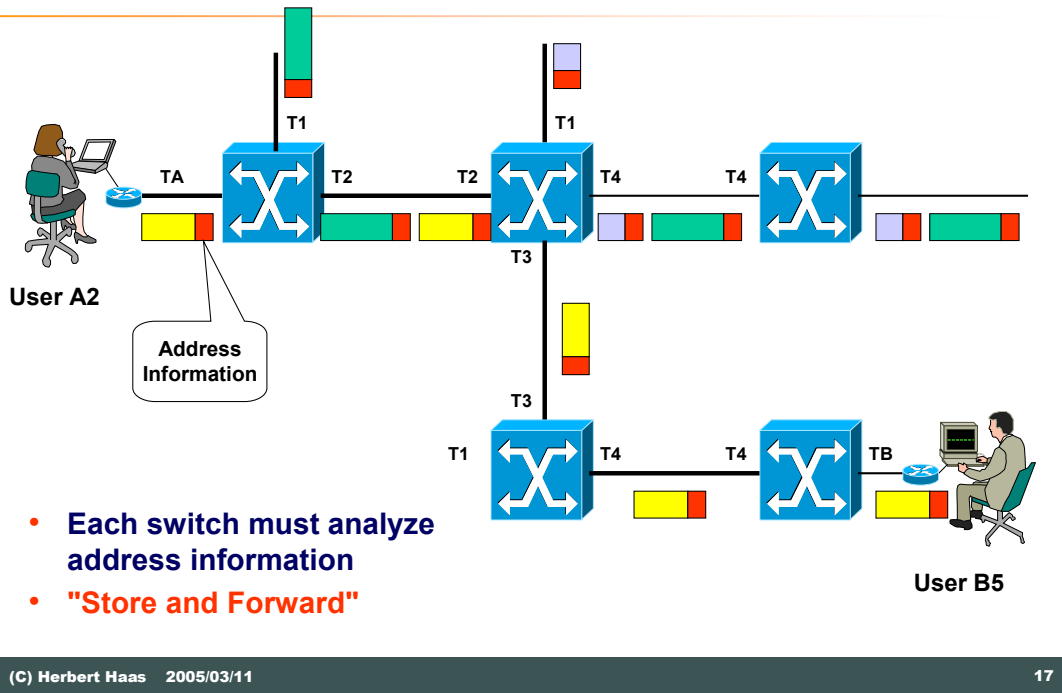 T1
T1
TA
T2
T2
T4
T4
T3
User A2
Address
Information
T3
T1
T4
T4
TB
• Each switch must analyze
address information
• "Store and Forward"
User B5
(C) Herbert Haas 2005/03/11
17